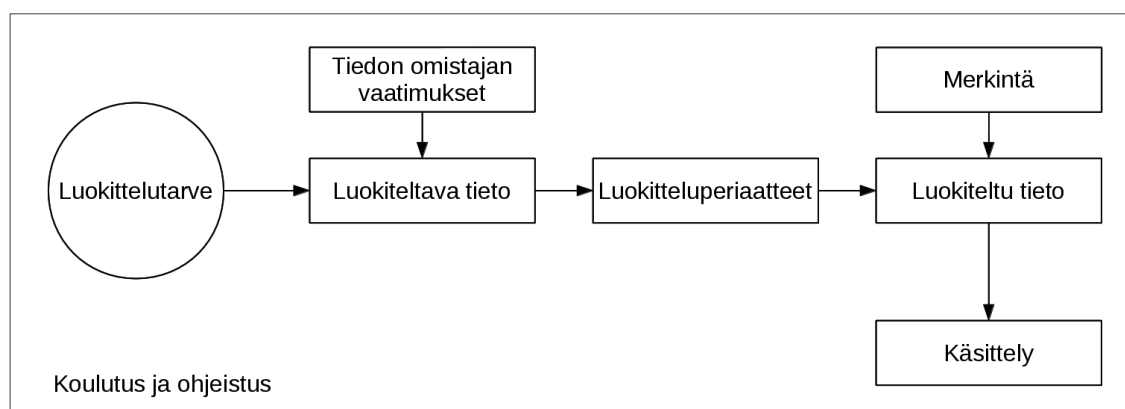 Tiedon omistajan
vaatimukset
Merkintä
Luokittelutarve
Luokiteltava tieto
Luokitteluperiaatteet
Luokiteltu tieto
Käsittely
Koulutus ja ohjeistus